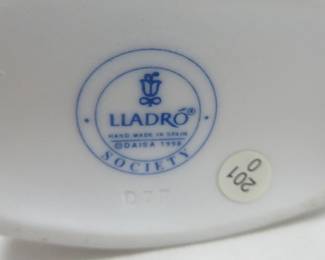 LLADRÓ®
HAND MADE IN SPAIN
©DAISA 1998
· SOCIETY ·
201
0